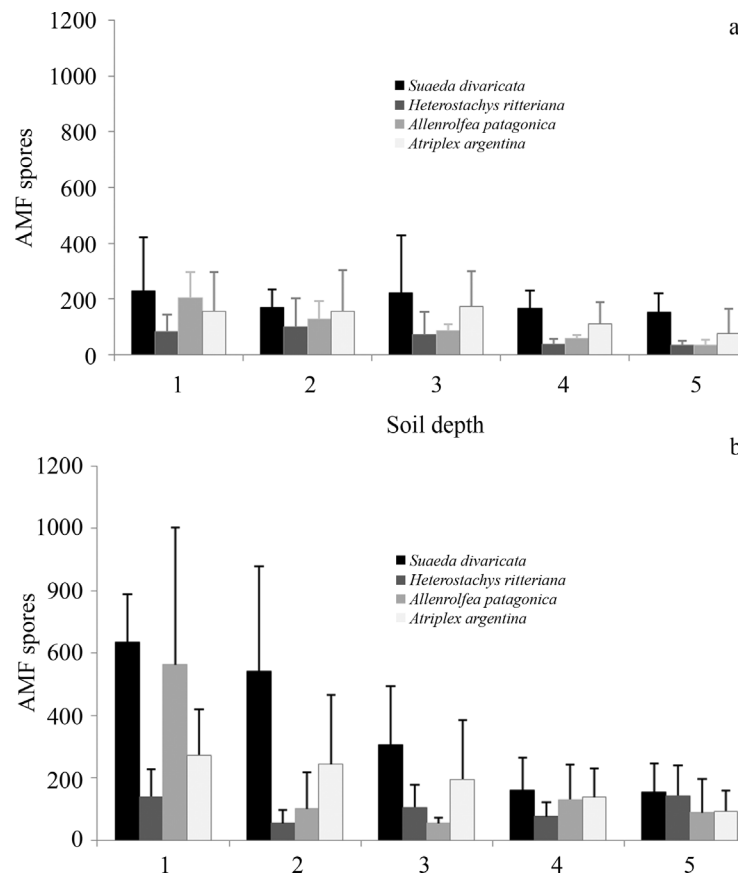 a
1200
1000
800
600
400
200
0
AMF spores
Suaeda divaricata
Heterostachys ritteriana
Allenrolfea patagonica
Atriplex argentina
1 2 3 4 5
Soil depth
b
1200
1000
900
600
400
200
0
AMF spores
Suaeda divaricata
Heterostachys ritteriana
Allenrolfea patagonica
Atriplex argentina
1 2 3 4 5